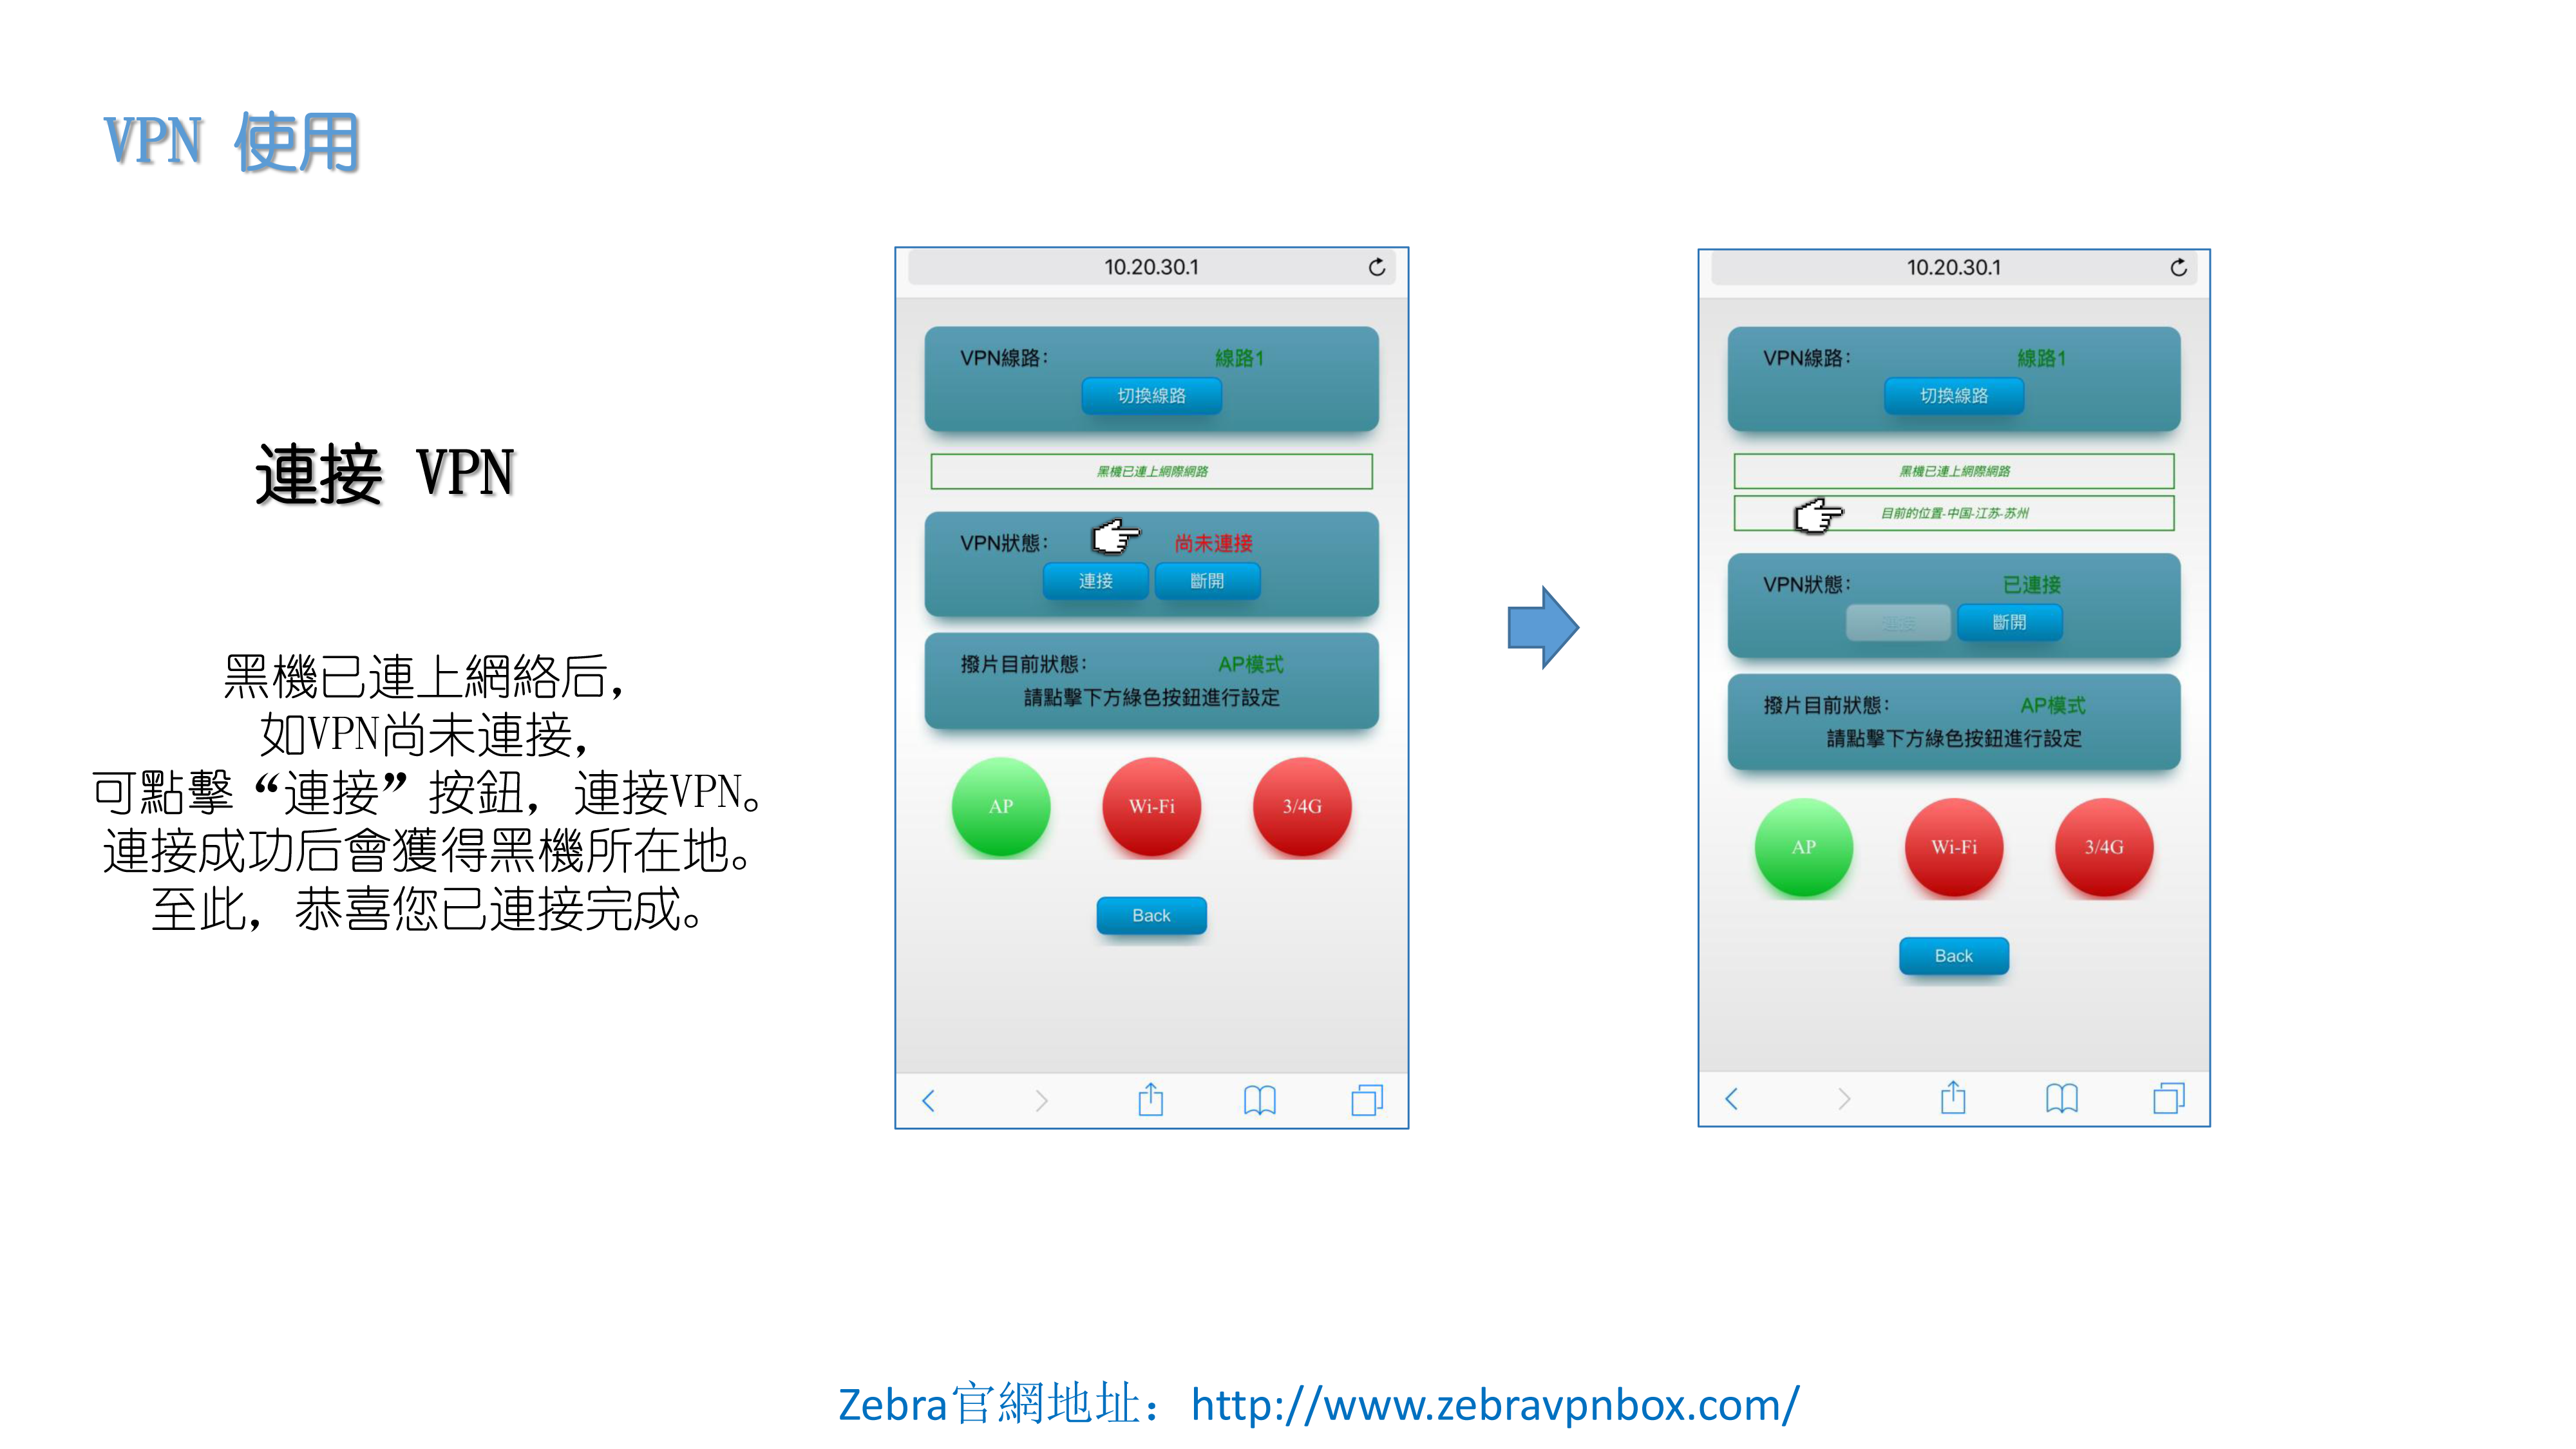 VPN 使用
連接 VPN
黑機已連上網絡后，
如VPN尚未連接，
可點擊“連接”按鈕，連接VPN。
連接成功后會獲得黑機所在地。
至此，恭喜您已連接完成。
10.20.30.1
VPN線路：
線路1
切換線路
黑機已連上網際網路
VPN狀態：
尚未連接
連接
斷開
撥片目前狀態：
AP模式
請點擊下方綠色按鈕進行設定
AP
Wi-Fi
3/4G
Back
10.20.30.1
VPN線路：
線路1
切換線路
黑機已連上網際網路
目前的位置-中国-江苏-苏州
VPN狀態：
已連接
連接
斷開
撥片目前狀態：
AP模式
請點擊下方綠色按鈕進行設定
AP
Wi-Fi
3/4G
Back
Zebra官網地址：http://www.zebravpnbox.com/